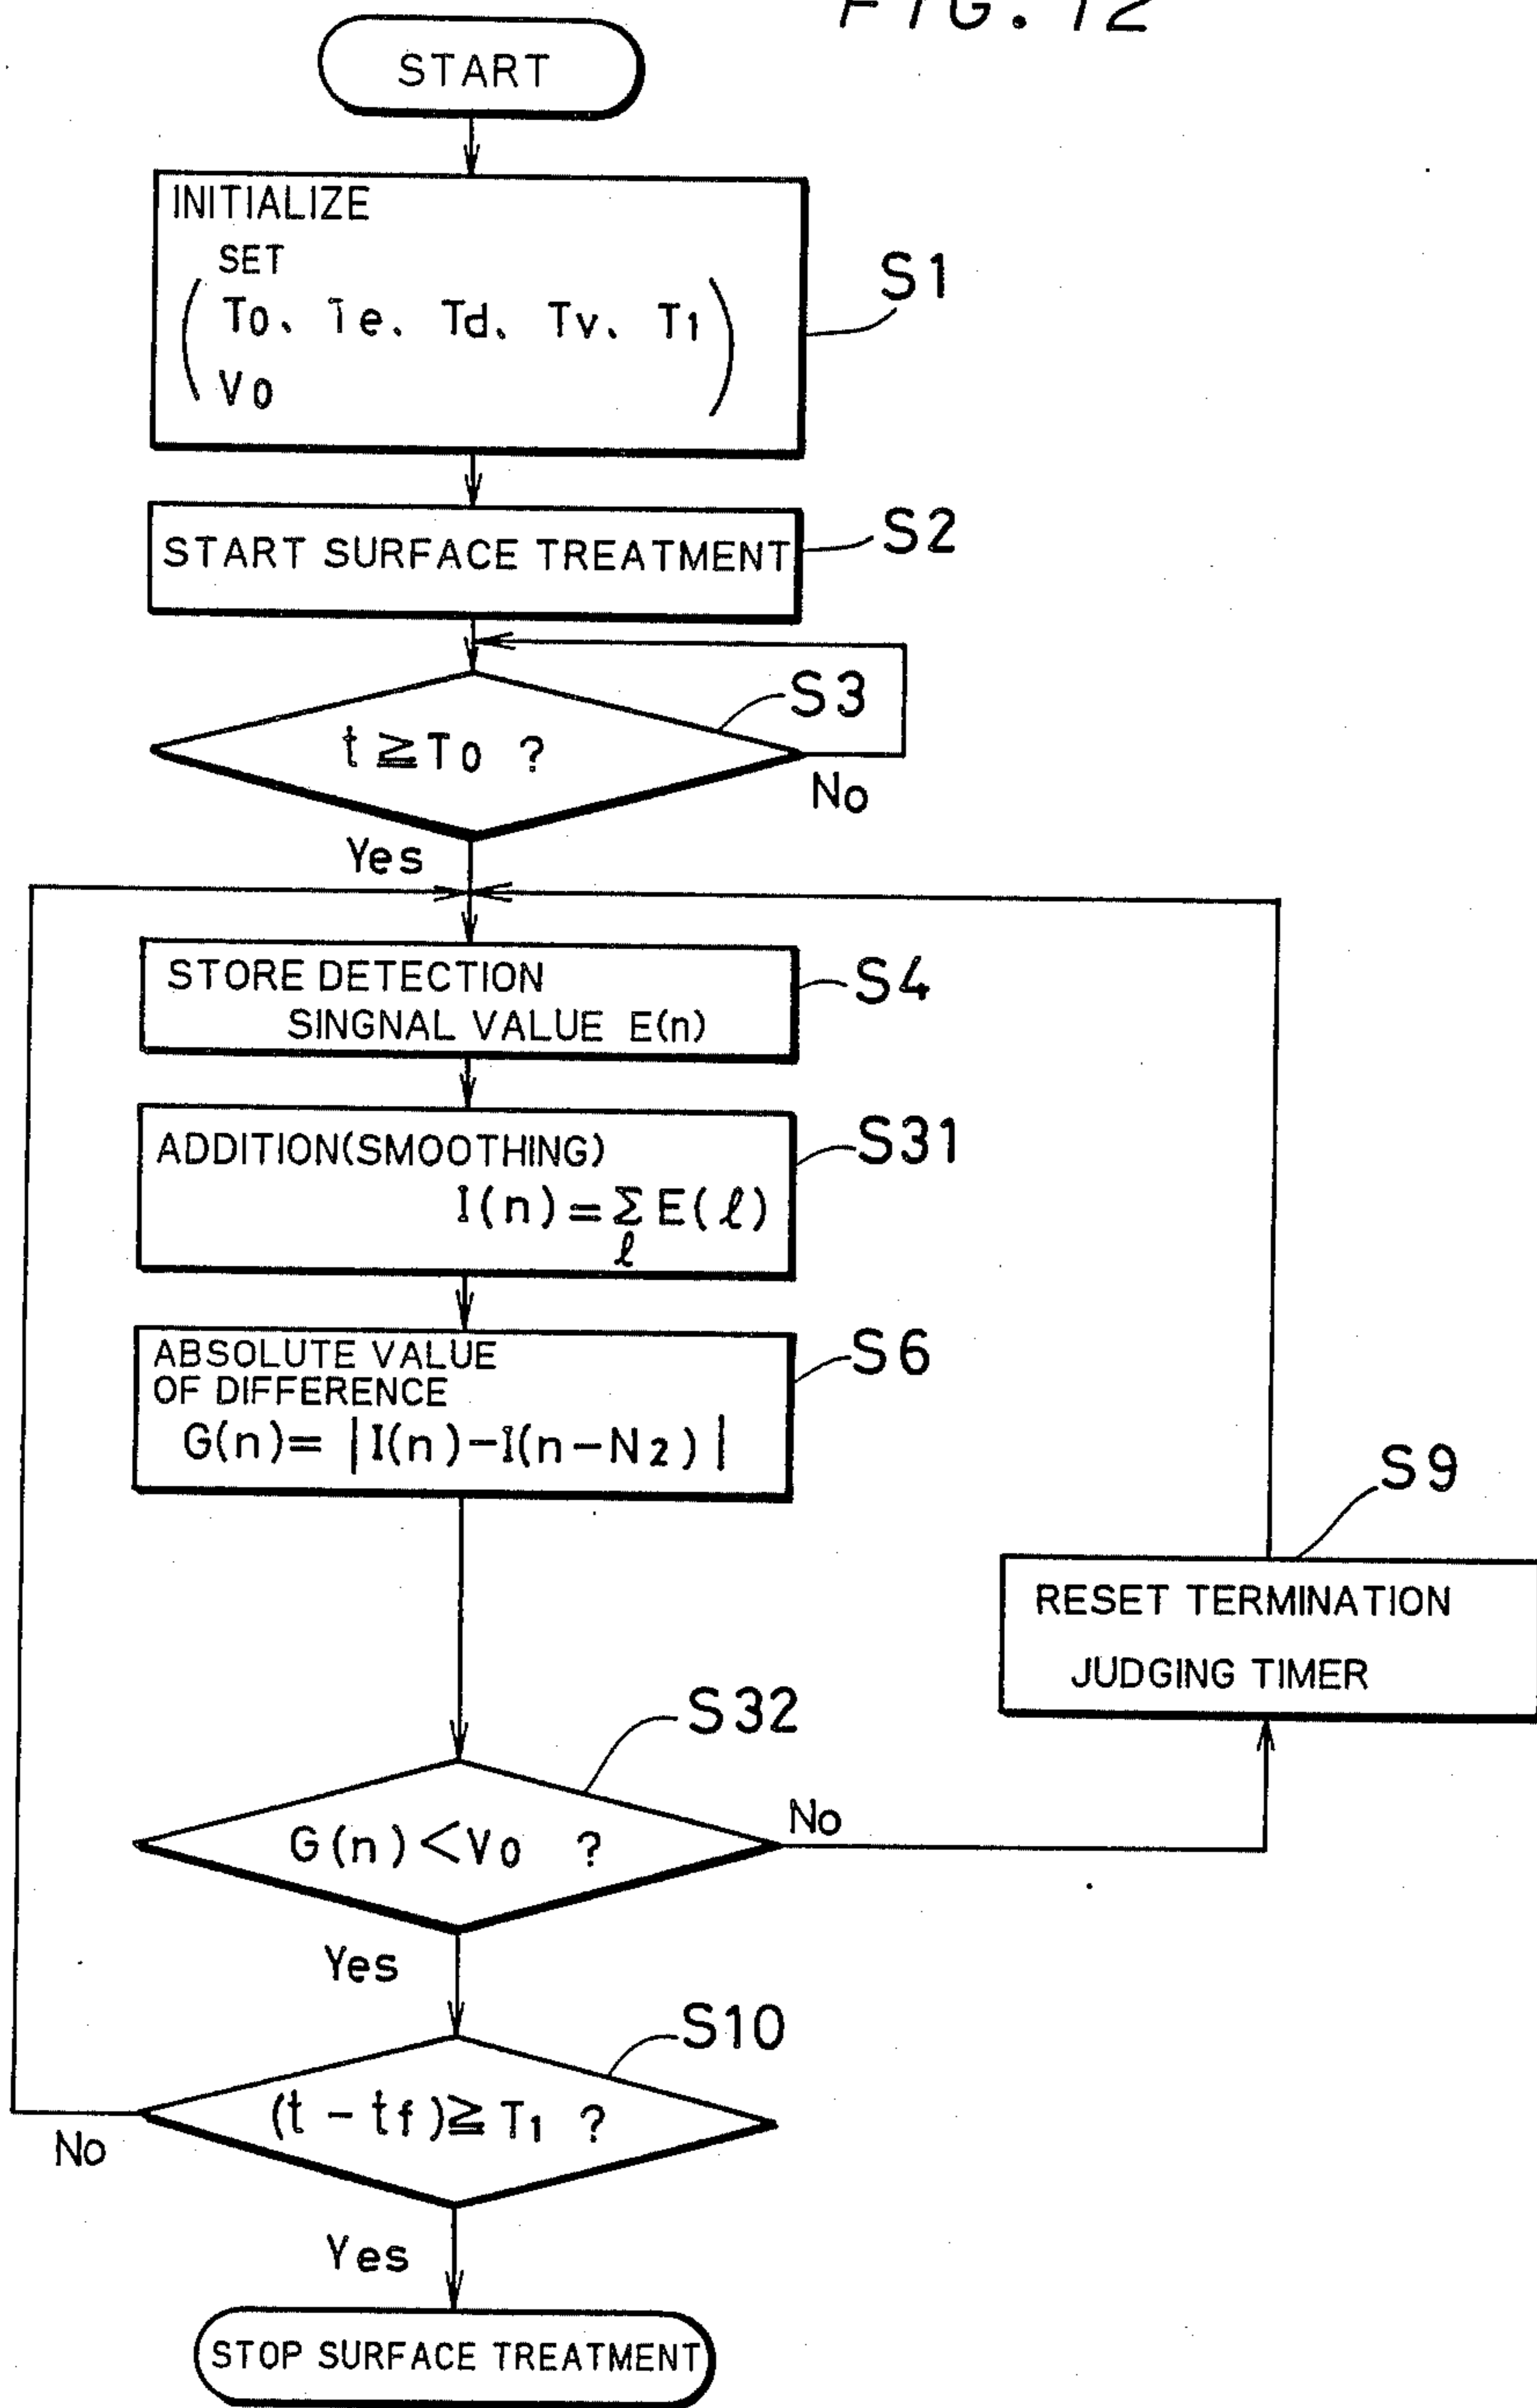 FIG. 12
START
INITIALIZE
SET
T0、Te、Td、Tv、T1
V0
S1
START SURFACE TREATMENT
S2
t ≧ T0 ?
S3
No
Yes
STORE DETECTION
SINGNAL VALUE E(n)
S4
ADDITION(SMOOTHING)
I(n) = Σ E(ℓ)
ℓ
S31
ABSOLUTE VALUE
OF DIFFERENCE
G(n)= |I(n)-I(n-N2)|
S6
S9
RESET TERMINATION
JUDGING TIMER
S32
G(n)<V0 ?
No
Yes
S10
(t - tf)≧ T1 ?
No
Yes
STOP SURFACE TREATMENT